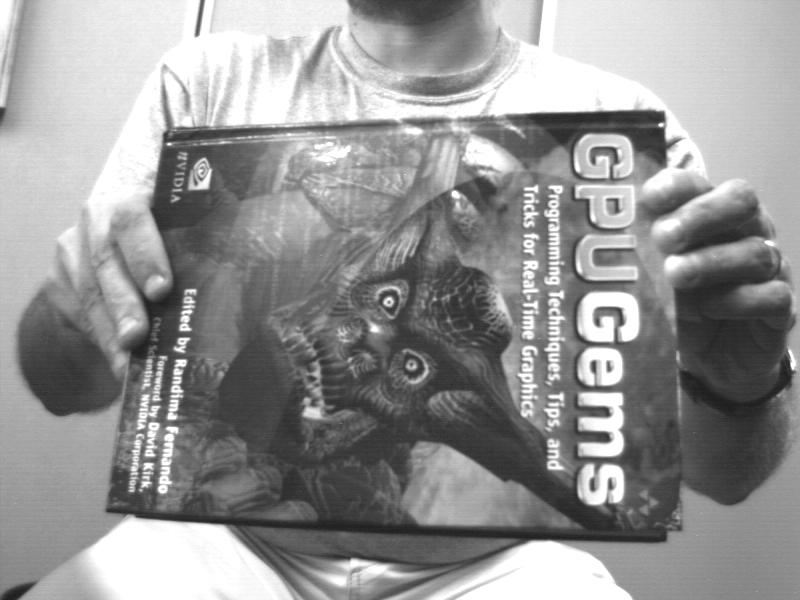 GPU Gems
Programming Techniques, Tips, and
Tricks for Real-Time Graphics
Edited by Randima Fernando
Foreword by David Kirk,
Chief Scientist, NVIDIA Corporation
NVIDIA